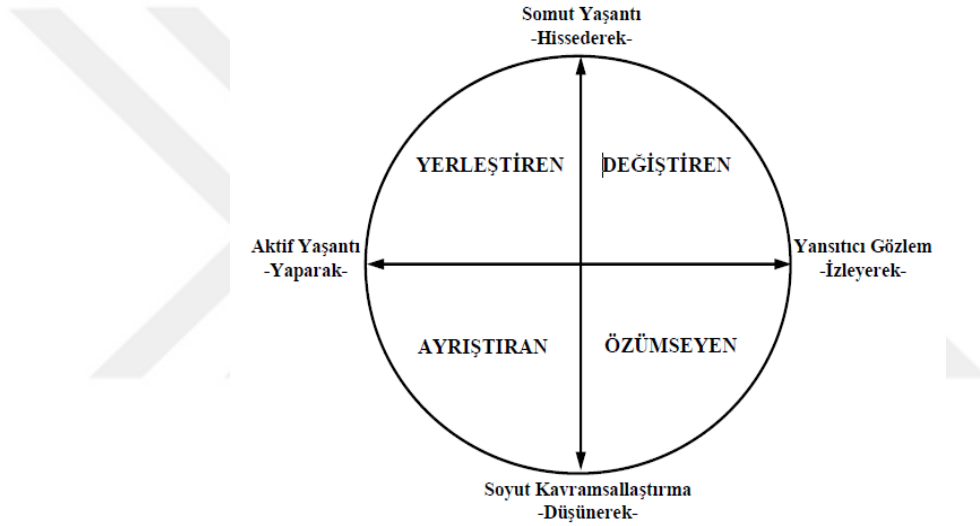 Somut Yaşantı
-Hissederek-
YERLEŞTİREN
DEĞİŞTİREN
Aktif Yaşantı
-Yaparak-
Yansıtıcı Gözlem
-İzleyerek-
AYRIŞTIRAN
ÖZÜMSEYEN
Soyut Kavramsallaştırma
-Düşünerek-